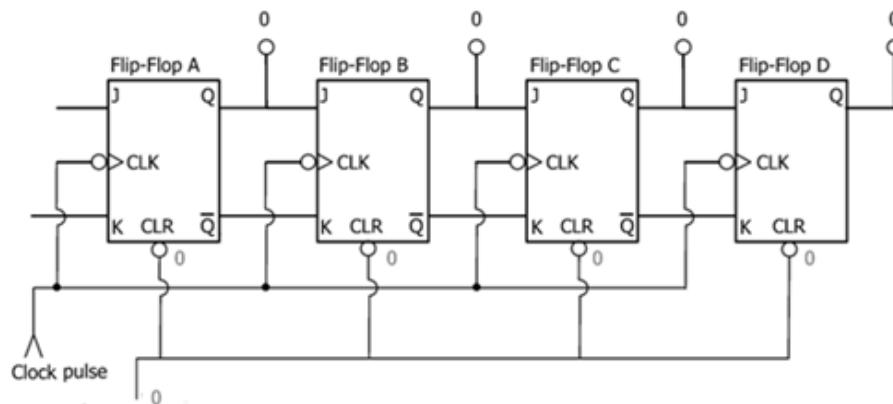 0 0 0 0
Flip-Flop A Flip-Flop B Flip-Flop C Flip-Flop D
J Q J Q J Q J Q
CLK CLK CLK CLK
K CLR Q̅ K CLR Q̅ K CLR Q̅ K CLR
0 0 0 0
Clock pulse
0